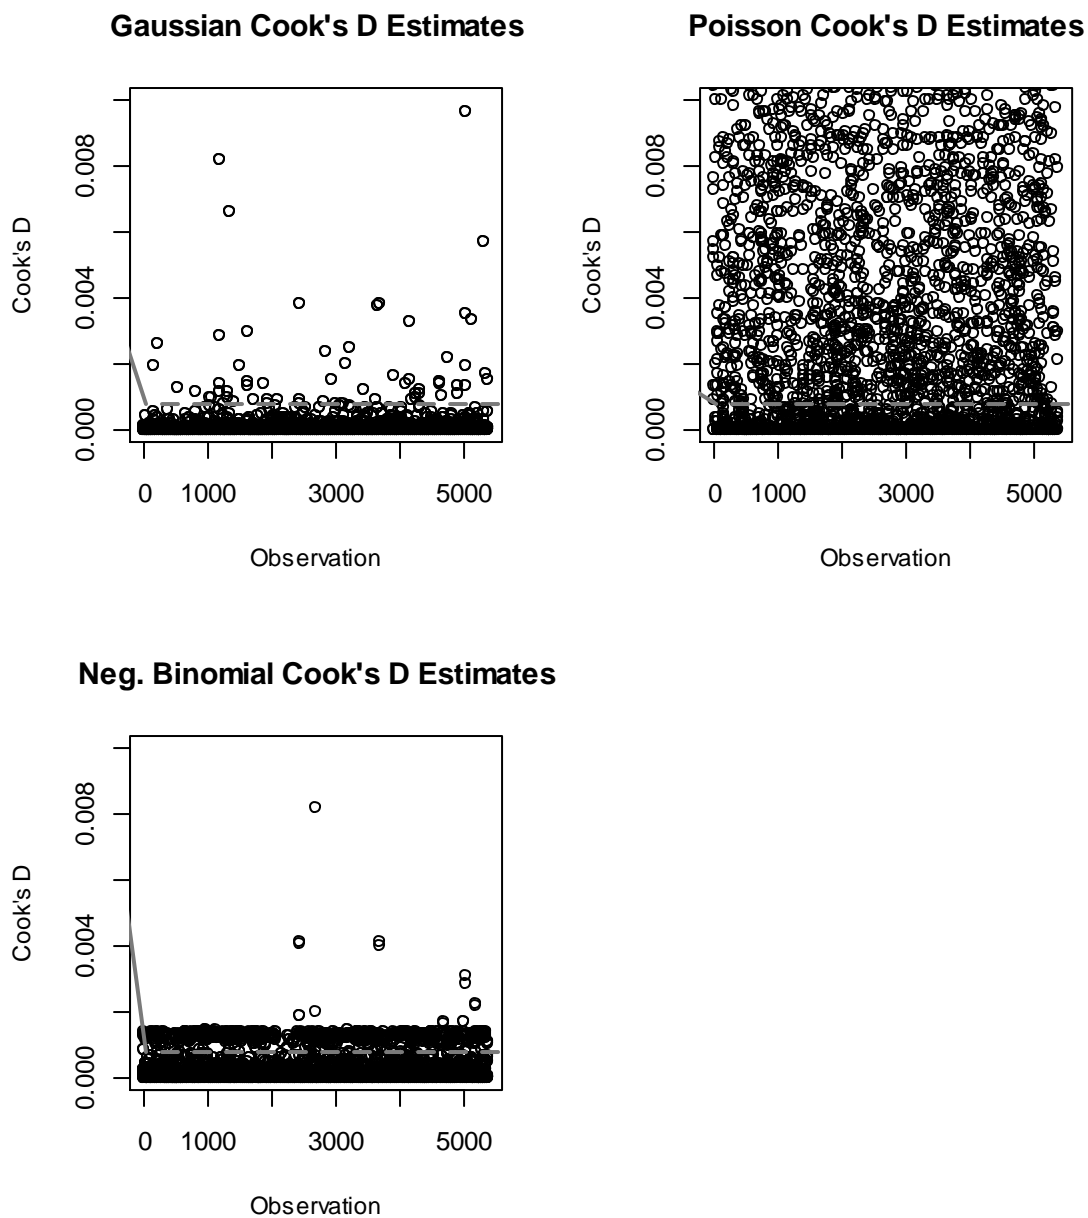 Gaussian Cook's D Estimates
Cook's D
0.008
0.004
0.000
0 1000 3000 5000
Observation
Poisson Cook's D Estimates
Cook's D
0.008
0.004
0.000
0 1000 3000 5000
Observation
Neg. Binomial Cook's D Estimates
Cook's D
0.008
0.004
0.000
0 1000 3000 5000
Observation